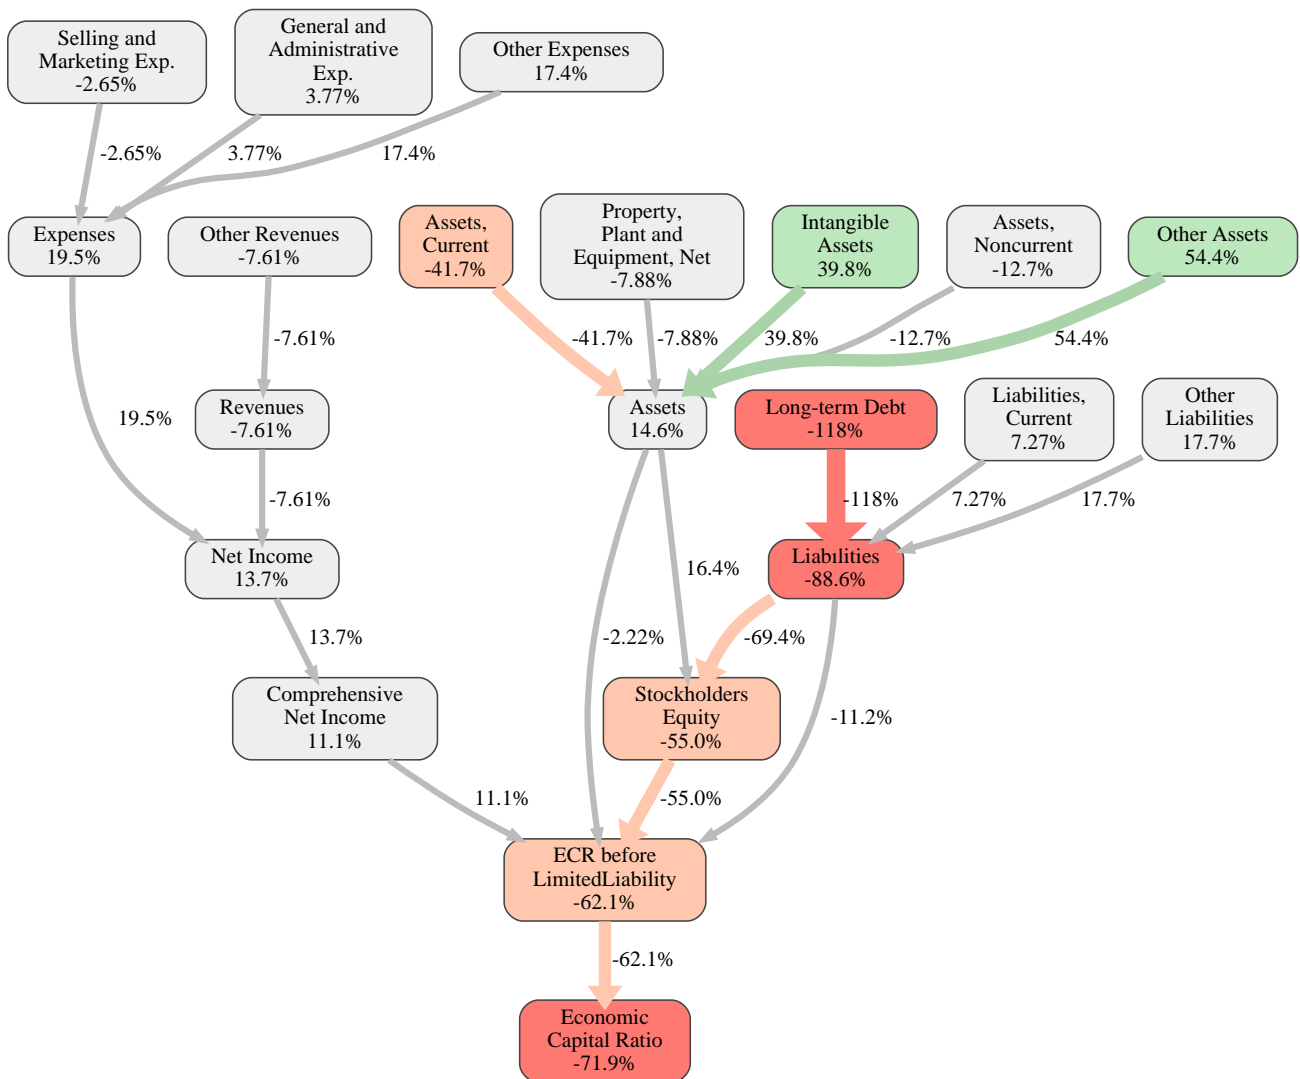 Selling and
Marketing Exp.
-2.65%
General and
Administrative
Exp.
3.77%
Other Expenses
17.4%
-2.65%
3.77%
17.4%
Expenses
19.5%
Other Revenues
-7.61%
Assets,
Current
-41.7%
Property,
Plant and
Equipment, Net
-7.88%
Intangible
Assets
39.8%
Assets,
Noncurrent
-12.7%
Other Assets
54.4%
-7.61%
-41.7%
-7.88%
39.8%
-12.7%
54.4%
19.5%
Revenues
-7.61%
Assets
14.6%
Long-term Debt
-118%
Liabilities,
Current
7.27%
Other
Liabilities
17.7%
-7.61%
-118%
7.27%
17.7%
Net Income
13.7%
16.4%
Liabilities
-88.6%
13.7%
-2.22%
-69.4%
Comprehensive
Net Income
11.1%
Stockholders
Equity
-55.0%
-11.2%
11.1%
-55.0%
ECR before
LimitedLiability
-62.1%
-62.1%
Economic
Capital Ratio
-71.9%